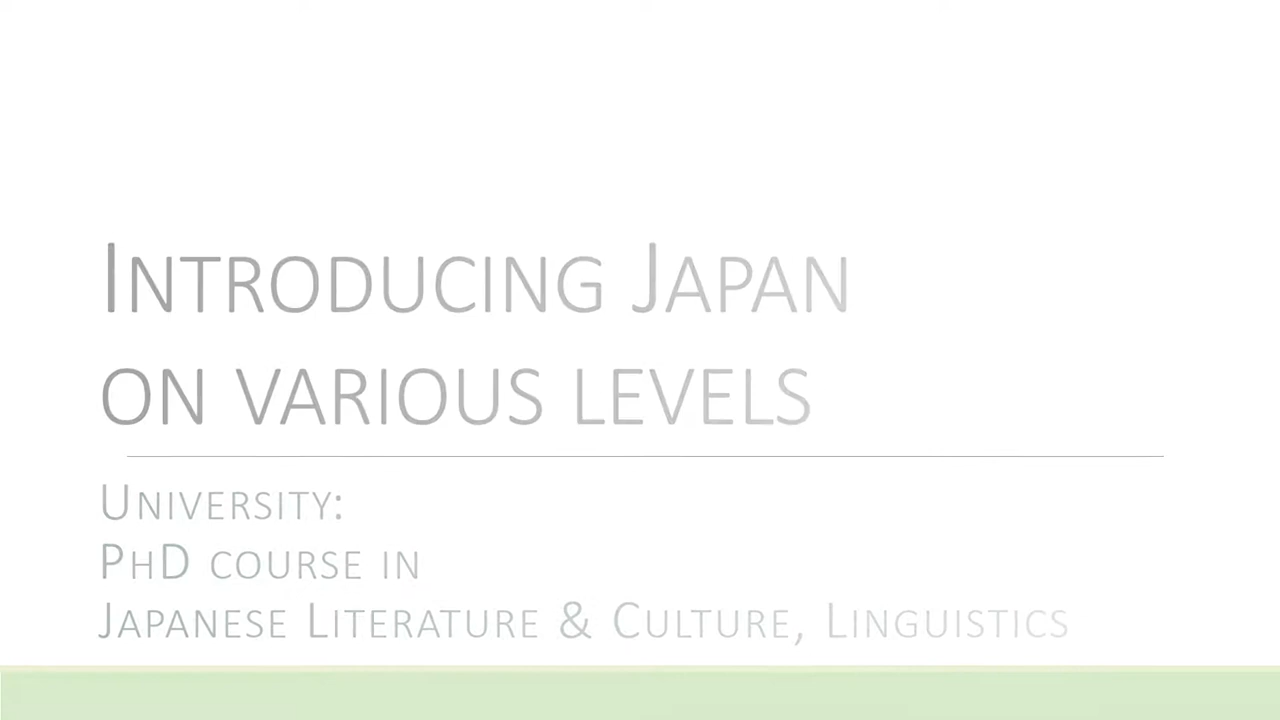 Introducing Japan
on various levels
University:
PhD course in
Japanese Literature & Culture, Linguistics